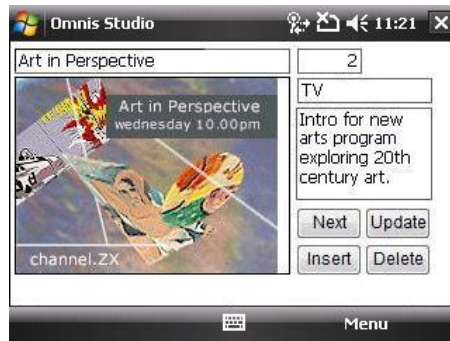 Omnis Studio 11:21
Art in Perspective
2
Art in Perspective
wednesday 10.00pm
channel.ZX
TV
Intro for new
arts program
exploring 20th
century art.
Next Update
Insert Delete
Menu